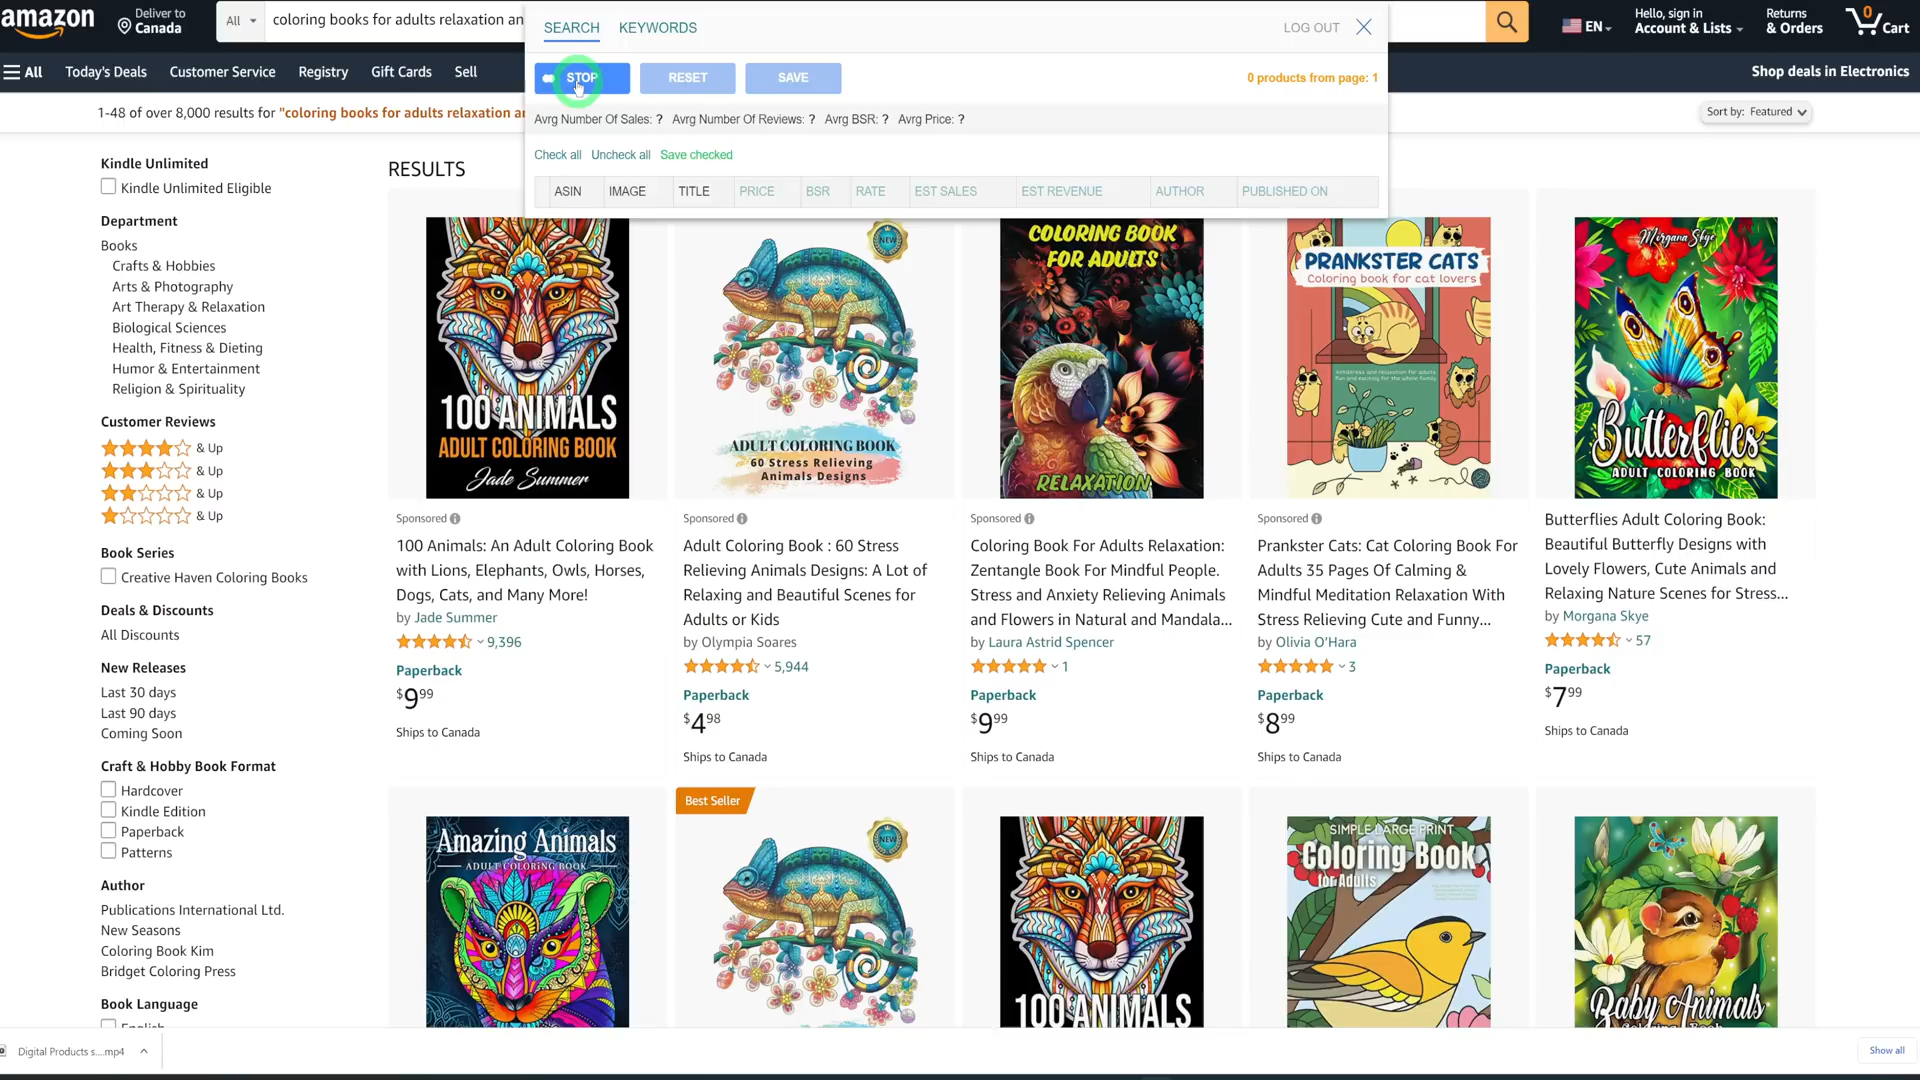 amazon
Deliver to
Canada
All
coloring books for adults relaxation an
EN
Hello, sign in
Account & Lists
Returns
& Orders
0
Cart
SEARCH
KEYWORDS
LOG OUT
STOP
RESET
SAVE
0 products from page: 1
Avrg Number Of Sales: ? Avrg Number Of Reviews: ? Avrg BSR: ? Avrg Price: ?
Check all Uncheck all Save checked
ASIN IMAGE TITLE PRICE BSR RATE EST SALES EST REVENUE AUTHOR PUBLISHED ON
All
Today's Deals
Customer Service
Registry
Gift Cards
Sell
Shop deals in Electronics
1-48 of over 8,000 results for "coloring books for adults relaxation an
Sort by: Featured
Kindle Unlimited
Kindle Unlimited Eligible
Department
Books
Crafts & Hobbies
Arts & Photography
Art Therapy & Relaxation
Biological Sciences
Health, Fitness & Dieting
Humor & Entertainment
Religion & Spirituality
Customer Reviews
& Up
& Up
& Up
& Up
Book Series
Creative Haven Coloring Books
Deals & Discounts
All Discounts
New Releases
Last 30 days
Last 90 days
Coming Soon
Craft & Hobby Book Format
Hardcover
Kindle Edition
Paperback
Patterns
Author
Publications International Ltd.
New Seasons
Coloring Book Kim
Bridget Coloring Press
Book Language
English
RESULTS
100 ANIMALS
ADULT COLORING BOOK
Jade Summer
Sponsored
100 Animals: An Adult Coloring Book
with Lions, Elephants, Owls, Horses,
Dogs, Cats, and Many More!
by Jade Summer
9,396
Paperback
$9 99
Ships to Canada
NEW
ADULT COLORING BOOK
60 Stress Relieving
Animals Designs
Sponsored
Adult Coloring Book : 60 Stress
Relieving Animals Designs: A Lot of
Relaxing and Beautiful Scenes for
Adults or Kids
by Olympia Soares
5,944
Paperback
$4 98
Ships to Canada
COLORING BOOK
FOR ADULTS
RELAXATION
Sponsored
Coloring Book For Adults Relaxation:
Zentangle Book For Mindful People.
Stress and Anxiety Relieving Animals
and Flowers in Natural and Mandala...
by Laura Astrid Spencer
1
Paperback
$9 99
Ships to Canada
PRANKSTER CATS
Coloring book for cat lovers
Sponsored
Prankster Cats: Cat Coloring Book For
Adults 35 Pages Of Calming &
Mindful Meditation Relaxation With
Stress Relieving Cute and Funny...
by Olivia O'Hara
3
Paperback
$8 99
Ships to Canada
Morgana Skye
Butterflies
ADULT COLORING BOOK
Butterflies Adult Coloring Book:
Beautiful Butterfly Designs with
Lovely Flowers, Cute Animals and
Relaxing Nature Scenes for Stress...
by Morgana Skye
57
Paperback
$7 99
Ships to Canada
Amazing Animals
ADULT COLORING BOOK
Best Seller
NEW
100 ANIMALS
SIMPLE LARGE PRINT
Coloring Book
for Adults
Baby Animals
Digital Products s....mp4
Show all